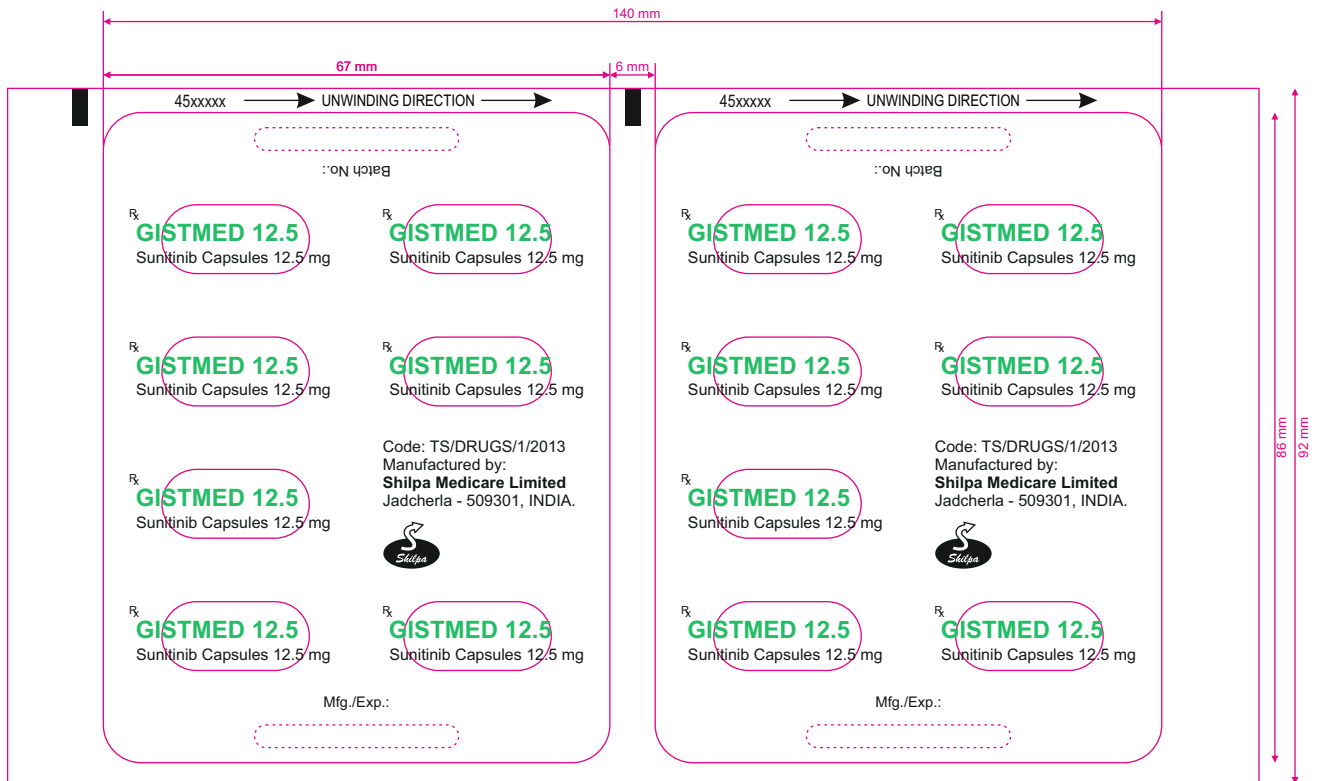 140 mm
67 mm 6 mm
45xxxxx UNWINDING DIRECTION 45xxxxx UNWINDING DIRECTION
Batch No.: Batch No.:
Rx Rx Rx Rx
GISTMED 12.5 GISTMED 12.5 GISTMED 12.5 GISTMED 12.5
Sunitinib Capsules 12.5 mg Sunitinib Capsules 12.5 mg Sunitinib Capsules 12.5 mg Sunitinib Capsules 12.5 mg
Rx Rx Rx Rx
GISTMED 12.5 GISTMED 12.5 GISTMED 12.5 GISTMED 12.5
Sunitinib Capsules 12.5 mg Sunitinib Capsules 12.5 mg Sunitinib Capsules 12.5 mg Sunitinib Capsules 12.5 mg
86 mm 92 mm
Code: TS/DRUGS/1/2013 Code: TS/DRUGS/1/2013
Manufactured by: Manufactured by:
Shilpa Medicare Limited Shilpa Medicare Limited
Jadcherla - 509301, INDIA. Jadcherla - 509301, INDIA.
Rx Rx
GISTMED 12.5 GISTMED 12.5
Sunitinib Capsules 12.5 mg Sunitinib Capsules 12.5 mg
Shilpa Shilpa
Rx Rx Rx Rx
GISTMED 12.5 GISTMED 12.5 GISTMED 12.5 GISTMED 12.5
Sunitinib Capsules 12.5 mg Sunitinib Capsules 12.5 mg Sunitinib Capsules 12.5 mg Sunitinib Capsules 12.5 mg
Mfg./Exp.: Mfg./Exp.: